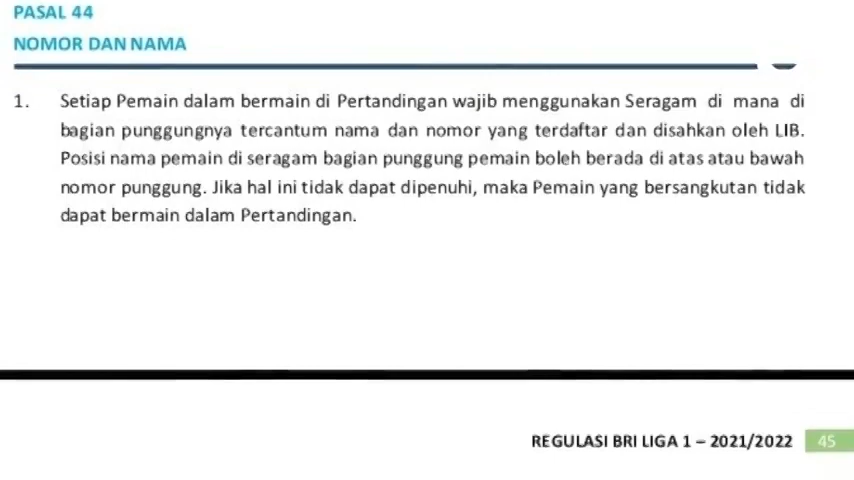 PASAL 44
NOMOR DAN NAMA
1. Setiap Pemain dalam bermain di Pertandingan wajib menggunakan Seragam di mana di
bagian punggungnya tercantum nama dan nomor yang terdaftar dan disahkan oleh LIB.
Posisi nama pemain di seragam bagian punggung pemain boleh berada di atas atau bawah
nomor punggung. Jika hal ini tidak dapat dipenuhi, maka Pemain yang bersangkutan tidak
dapat bermain dalam Pertandingan.
REGULASI BRI LIGA 1 – 2021/2022 45